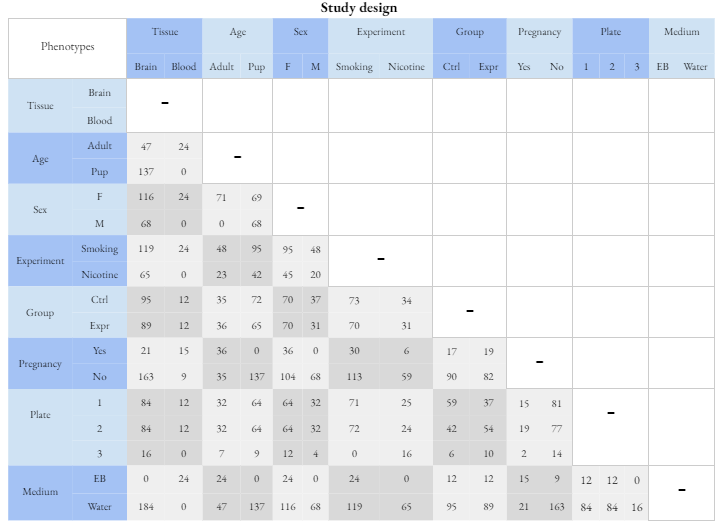 Study design
Phenotypes Tissue Age Sex Experiment Group Pregnancy Plate Medium
Brain Blood Adult Pup F M Smoking Nicotine Ctrl Expr Yes No 1 2 3 EB Water
Tissue Brain -
Blood
Age Adult 47 24 -
Pup 137 0
Sex F 116 24 71 69 -
M 68 0 0 68
Experiment Smoking 119 24 48 95 95 48 -
Nicotine 65 0 23 42 45 20
Group Ctrl 95 12 35 72 70 37 73 34 -
Expr 89 12 36 65 70 31 70 31
Pregnancy Yes 21 15 36 0 36 0 30 6 17 19 -
No 163 9 35 137 104 68 113 59 90 82
Plate 1 84 12 32 64 64 32 71 25 59 37 15 81 -
2 84 12 32 64 64 32 72 24 42 54 19 77
3 16 0 7 9 12 4 0 16 6 10 2 14
Medium EB 0 24 24 0 24 0 24 0 12 12 15 9 12 12 0 -
Water 184 0 47 137 116 68 119 65 95 89 21 163 84 84 16